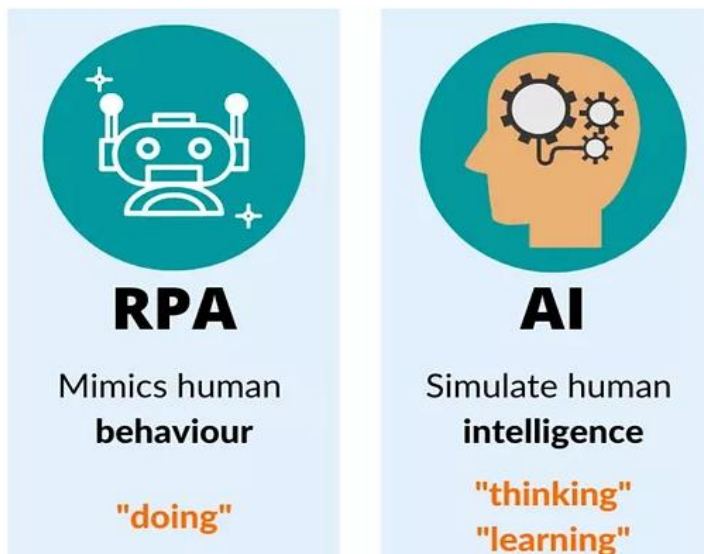 RPA
Mimics human
behaviour
"doing"
AI
Simulate human
intelligence
"thinking"
"learning"